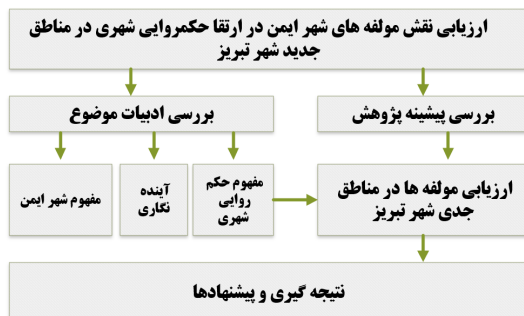 ارزیابی نقش مولفه های شهر ایمن در ارتقا حکمروایی شهری در مناطق
جدید شهر تبریز
بررسی پیشینه پژوهش
بررسی ادبیات موضوع
ارزیابی مولفه ها در مناطق
جدی شهر تبریز
مفهوم حکم
روایی
شهری
آینده
نگاری
مفهوم شهر ایمن
نتیجه گیری و پیشنهادها